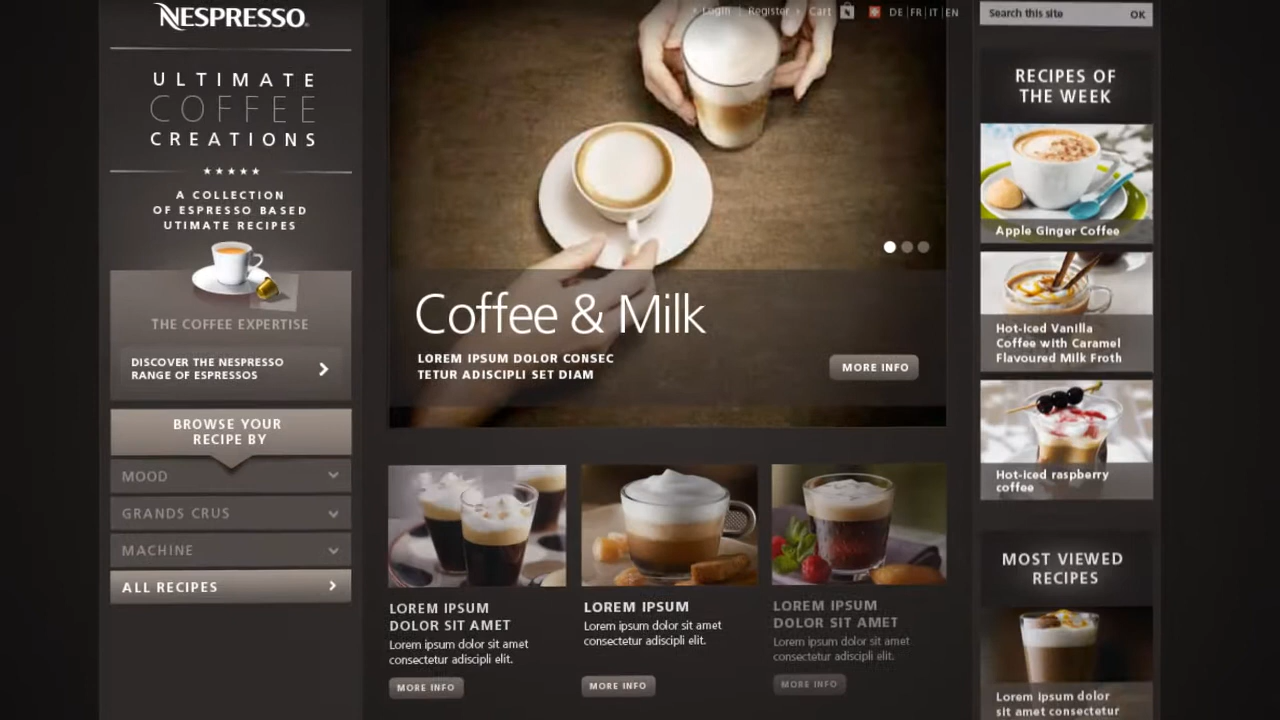 NESPRESSO
ULTIMATE
COFFEE
CREATIONS
A COLLECTION
OF ESPRESSO BASED
UTIMATE RECIPES
THE COFFEE EXPERTISE
DISCOVER THE NESPRESSO
RANGE OF ESPRESSOS
BROWSE YOUR
RECIPE BY
MOOD
GRANDS CRUS
MACHINE
ALL RECIPES
Login | Register Cart DE | FR | IT | EN
Coffee & Milk
LOREM IPSUM DOLOR CONSEC
TETUR ADISCIPLI SET DIAM
MORE INFO
LOREM IPSUM
DOLOR SIT AMET
Lorem ipsum dolor sit amet
consectetur adiscipli elit.
MORE INFO
LOREM IPSUM
Lorem ipsum dolor sit amet
consectetur adiscipli elit.
MORE INFO
LOREM IPSUM
DOLOR SIT AMET
Lorem ipsum dolor sit amet
consectetur adiscipli elit.
MORE INFO
Search this site OK
RECIPES OF
THE WEEK
Apple Ginger Coffee
Hot-iced Vanilla
Coffee with Caramel
Flavoured Milk Froth
Hot-iced raspberry
coffee
MOST VIEWED
RECIPES
Lorem ipsum dolor
sit amet consectetur